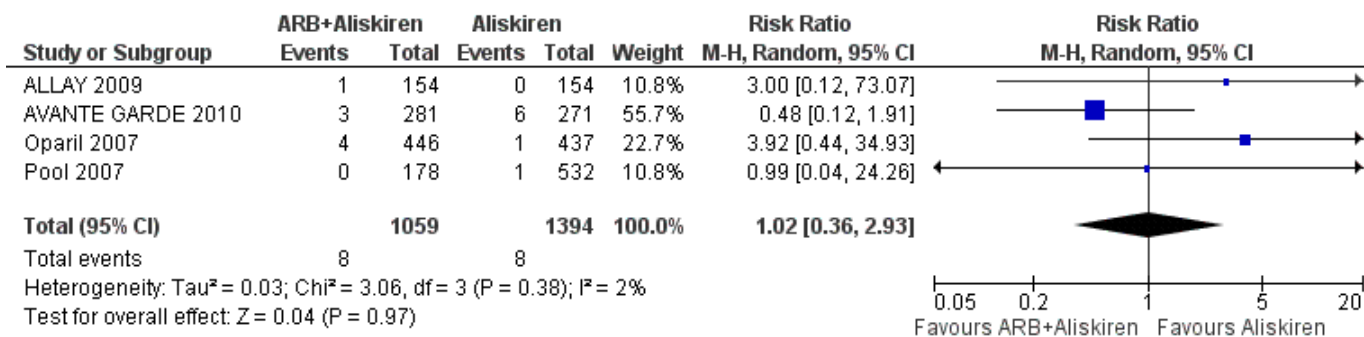 ARB+Aliskiren Aliskiren Risk Ratio Risk Ratio
Study or Subgroup Events Total Events Total Weight M-H, Random, 95% CI M-H, Random, 95% CI
ALLAY 2009 1 154 0 154 10.8% 3.00 [0.12, 73.07]
AVANTE GARDE 2010 3 281 6 271 55.7% 0.48 [0.12, 1.91]
Oparil 2007 4 446 1 437 22.7% 3.92 [0.44, 34.93]
Pool 2007 0 178 1 532 10.8% 0.99 [0.04, 24.26]
Total (95% CI) 1059 1394 100.0% 1.02 [0.36, 2.93]
Total events 8 8
Heterogeneity: Tau² = 0.03; Chi² = 3.06, df = 3 (P = 0.38); I² = 2%
Test for overall effect: Z = 0.04 (P = 0.97)
0.05 0.2 1 5 20
Favours ARB+Aliskiren Favours Aliskiren